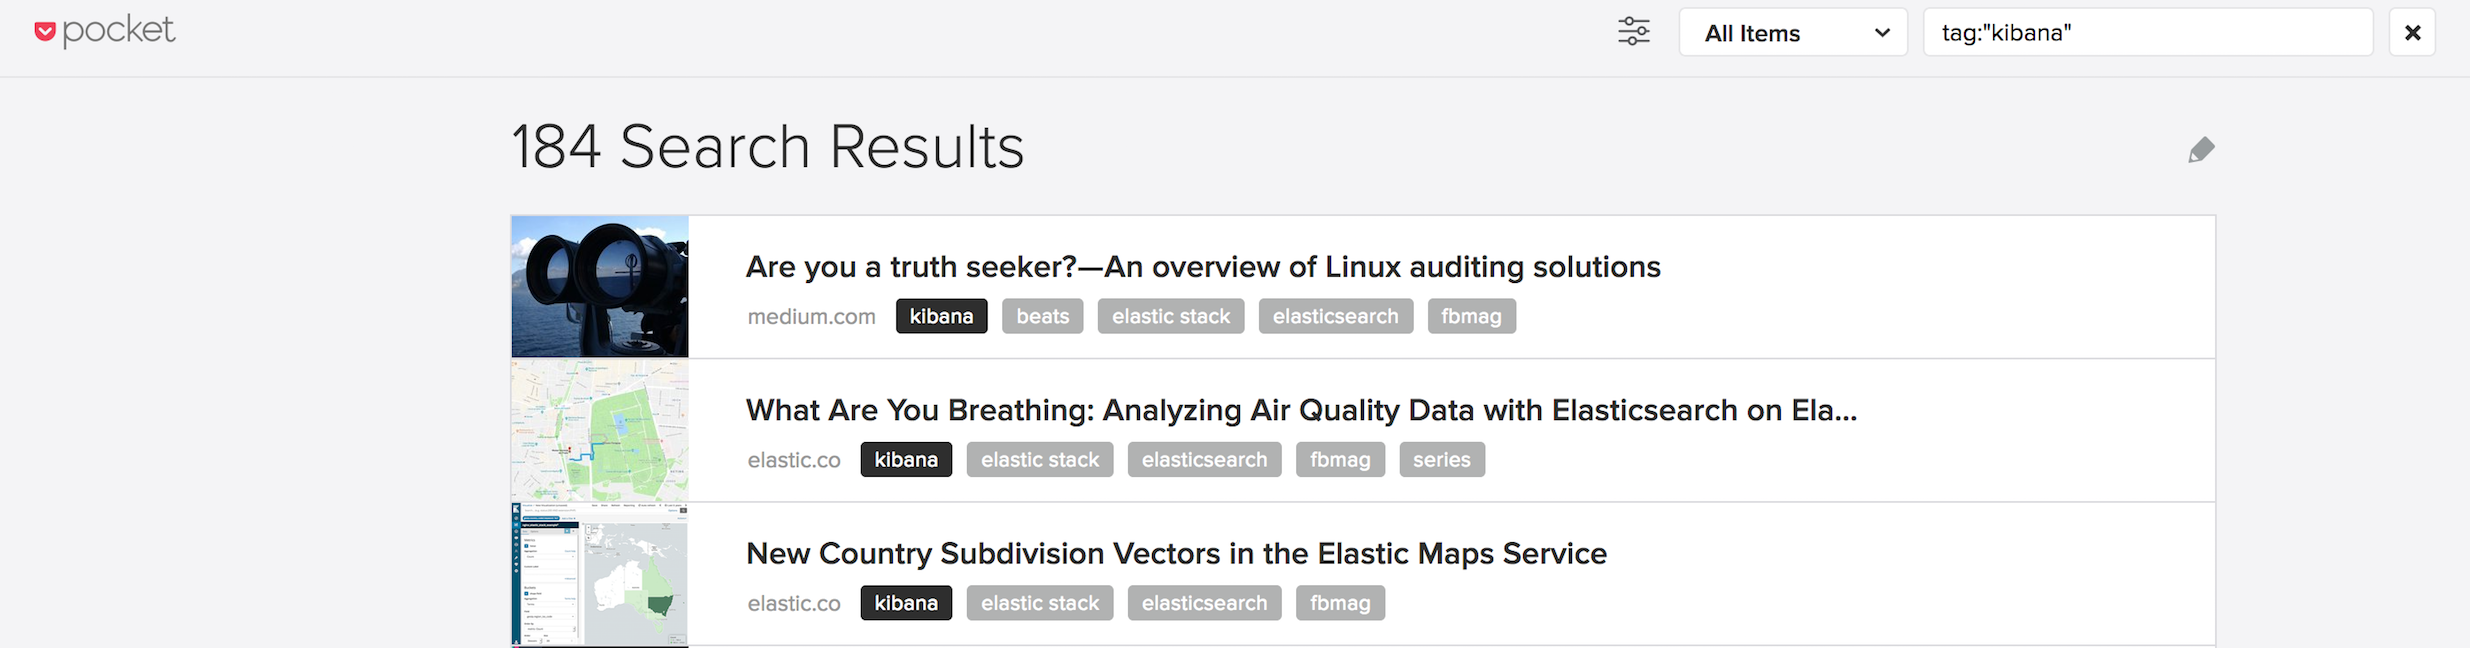 pocket
All Items
tag:"kibana"
184 Search Results
Are you a truth seeker?—An overview of Linux auditing solutions
medium.com kibana beats elastic stack elasticsearch fbmag
What Are You Breathing: Analyzing Air Quality Data with Elasticsearch on Ela...
elastic.co kibana elastic stack elasticsearch fbmag series
New Country Subdivision Vectors in the Elastic Maps Service
elastic.co kibana elastic stack elasticsearch fbmag